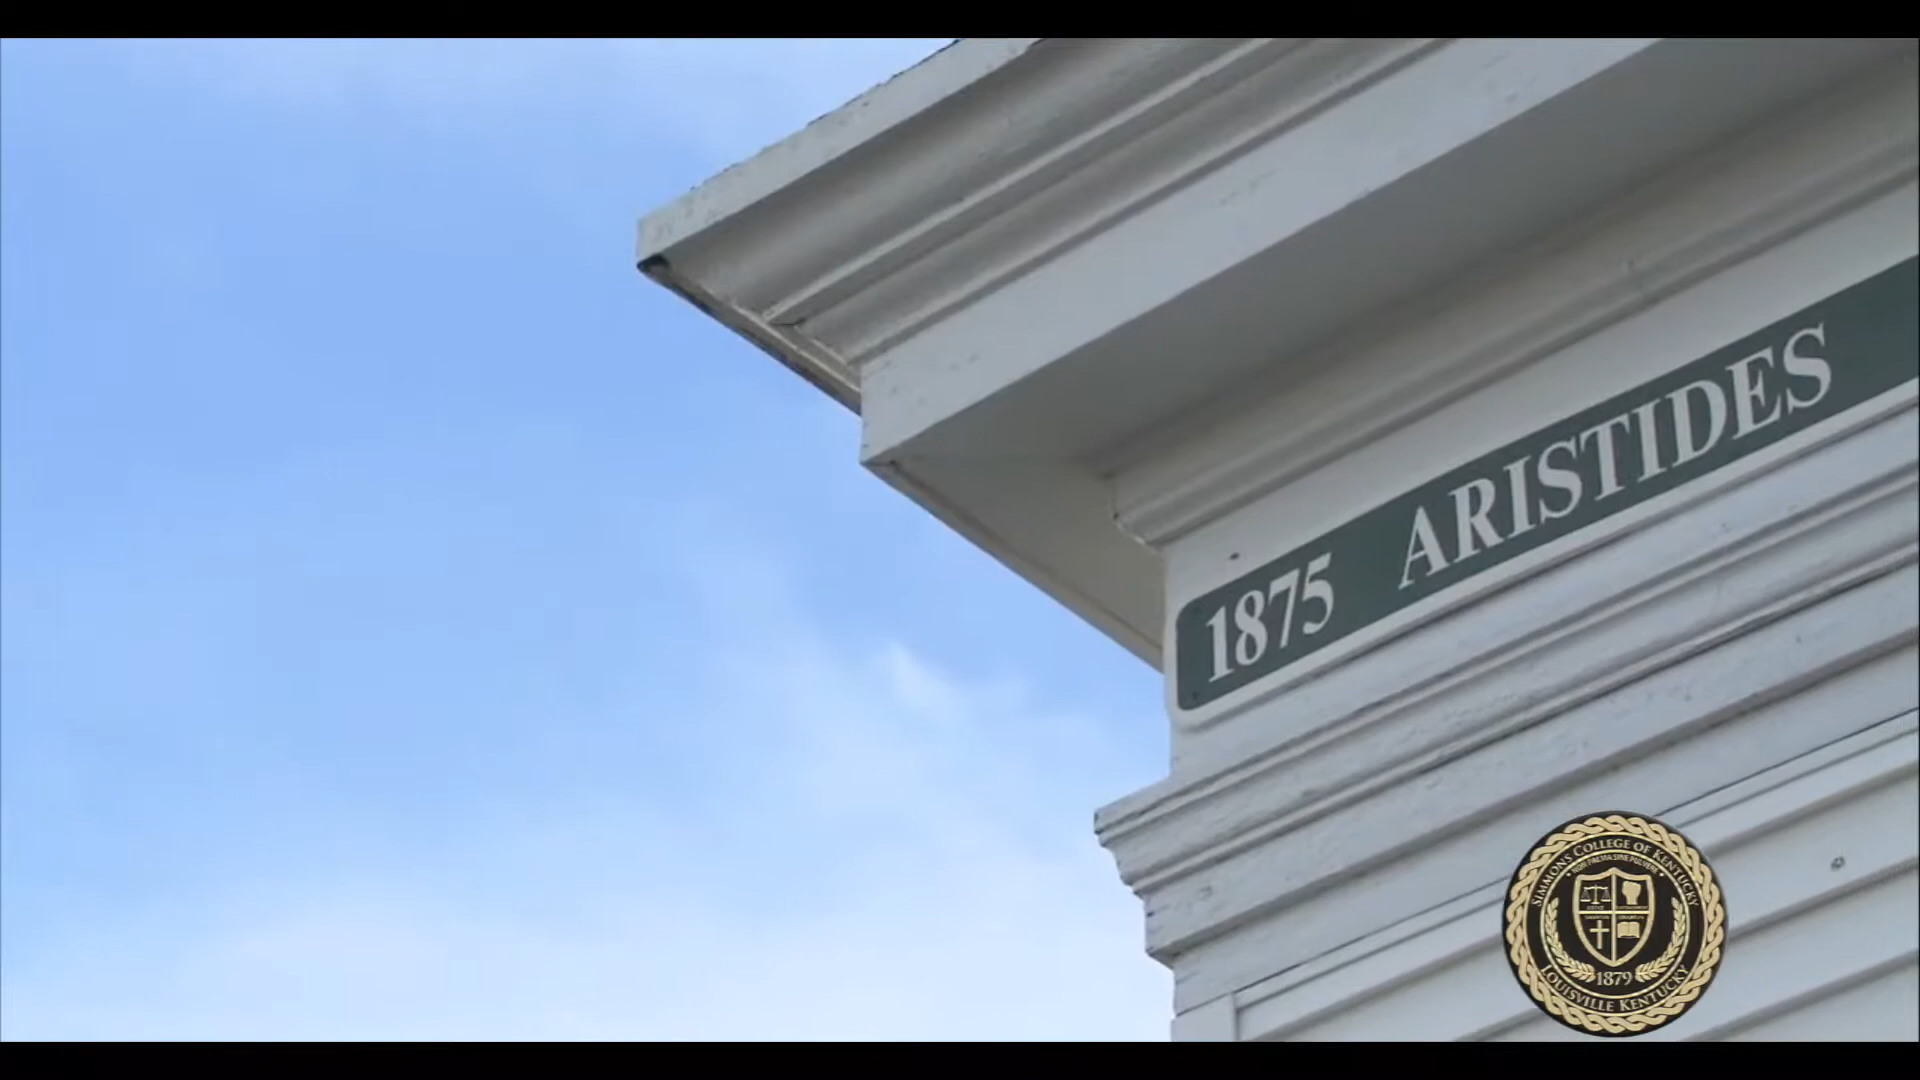 1875 ARISTIDES
SIMMONS COLLEGE OF KENTUCKY
1879
LOUISVILLE KENTUCKY